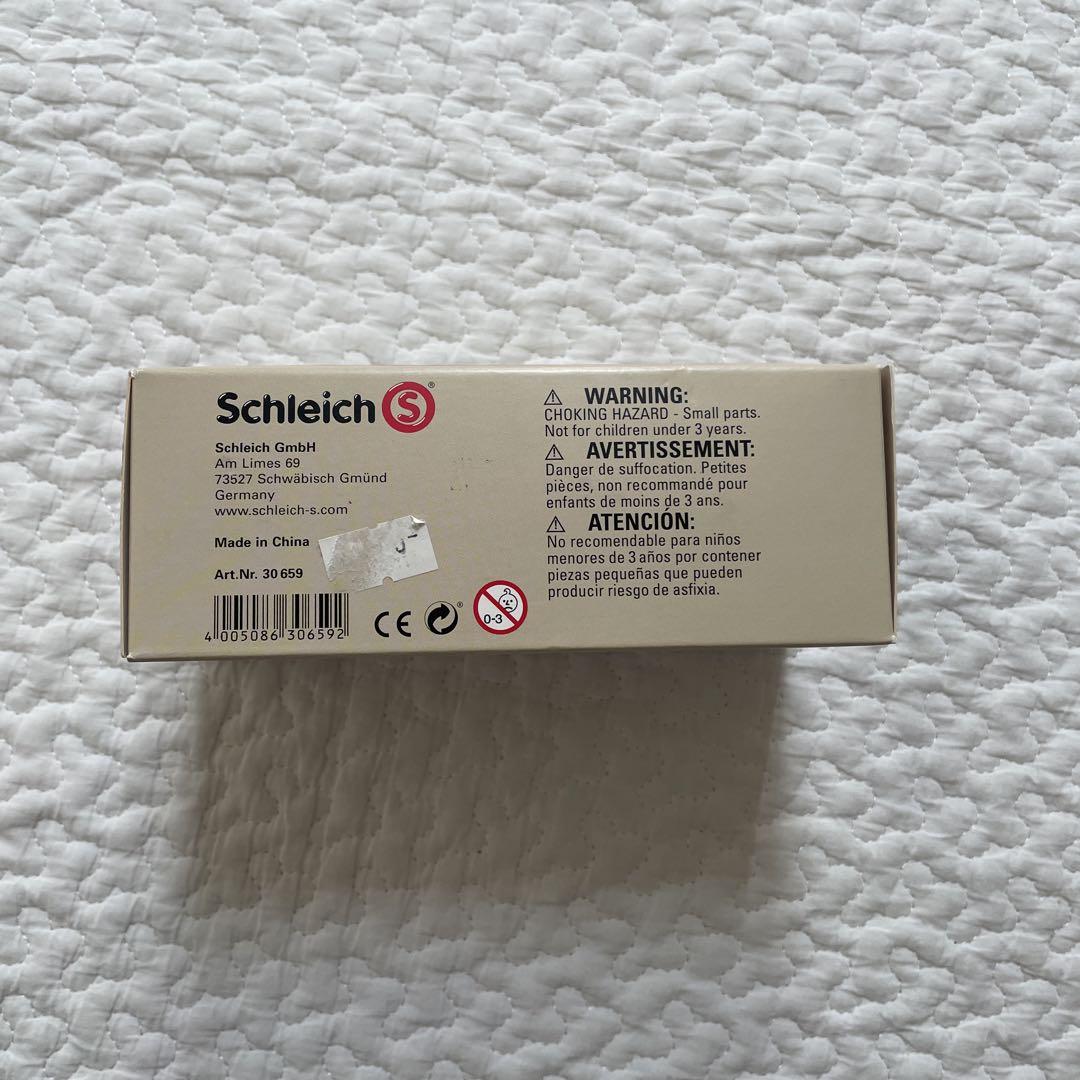 Schleich S ®
Schleich GmbH
Am Limes 69
73527 Schwäbisch Gmünd
Germany
www.schleich-s.com
Made in China
Art.Nr. 30 659
4 005086 306592
CE
®
0-3
⚠ WARNING:
CHOKING HAZARD - Small parts.
Not for children under 3 years.
⚠ AVERTISSEMENT:
Danger de suffocation. Petites
pièces, non recommandé pour
enfants de moins de 3 ans.
⚠ ATENCIÓN:
No recomendable para niños
menores de 3 años por contener
piezas pequeñas que pueden
producir riesgo de asfixia.